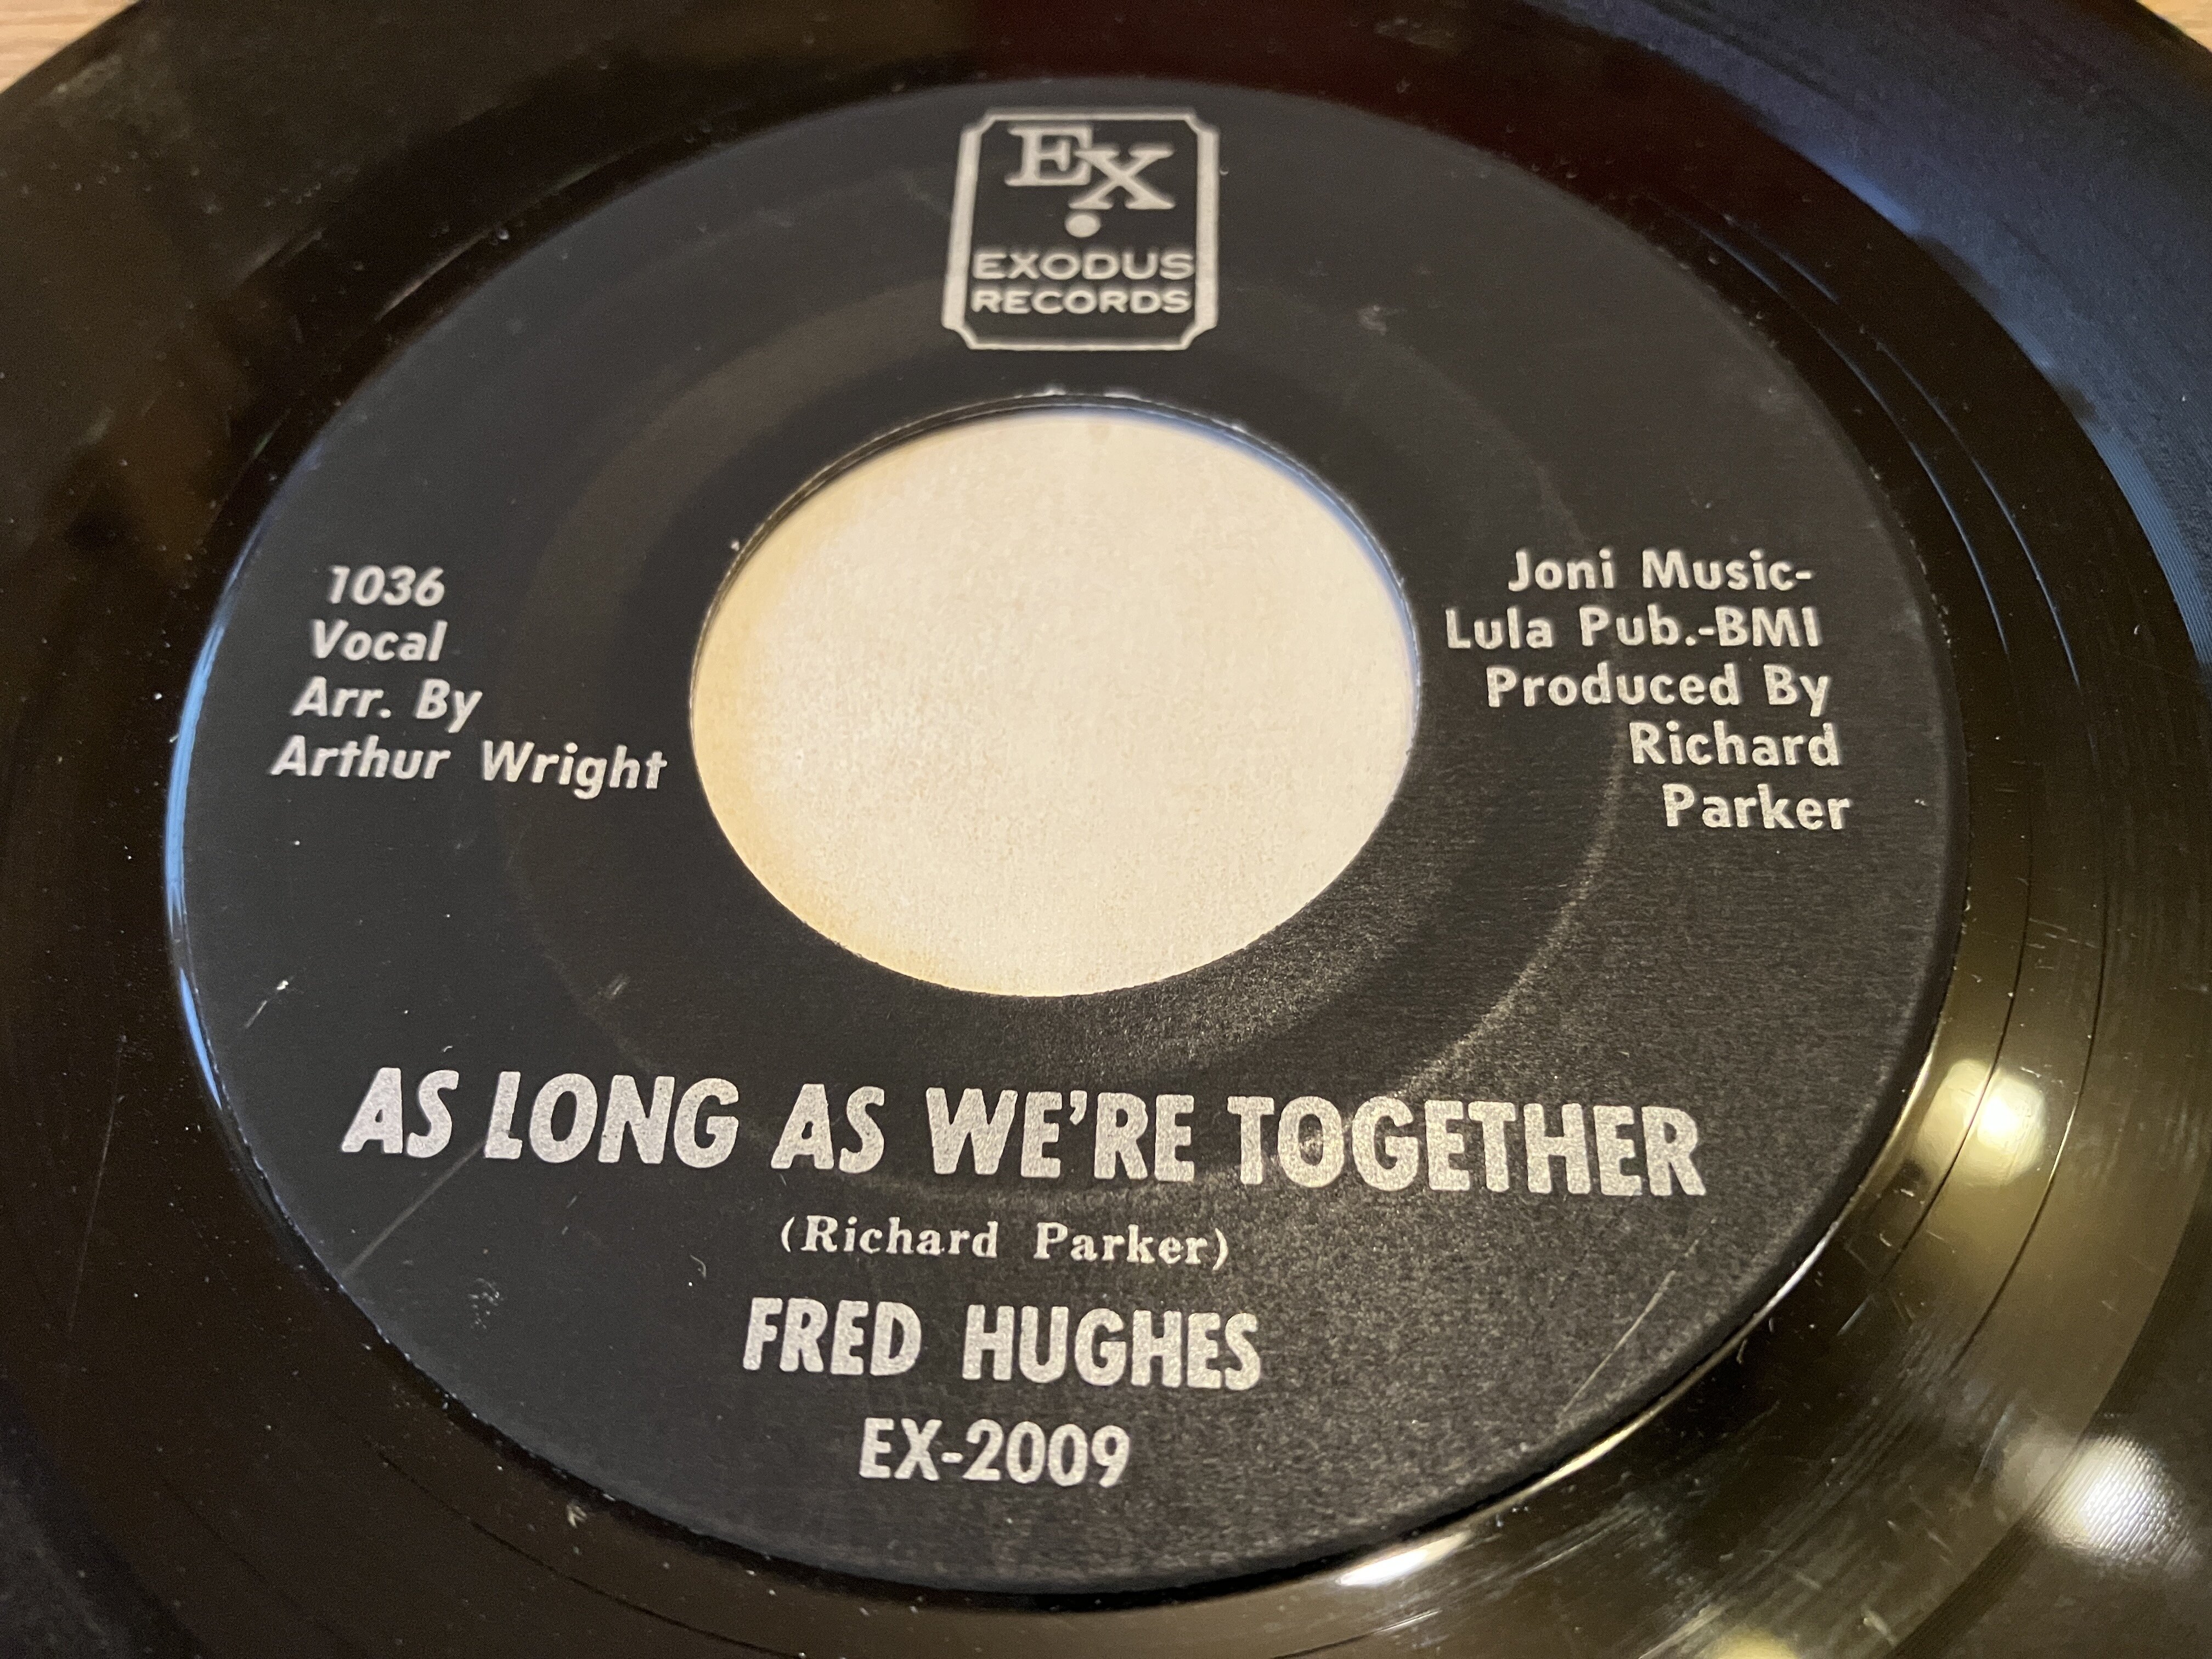 EX
EXODUS
RECORDS
1036
Vocal
Arr. By
Arthur Wright
Joni Music-
Lula Pub.-BMI
Produced By
Richard
Parker
AS LONG AS WE'RE TOGETHER
(Richard Parker)
FRED HUGHES
EX-2009